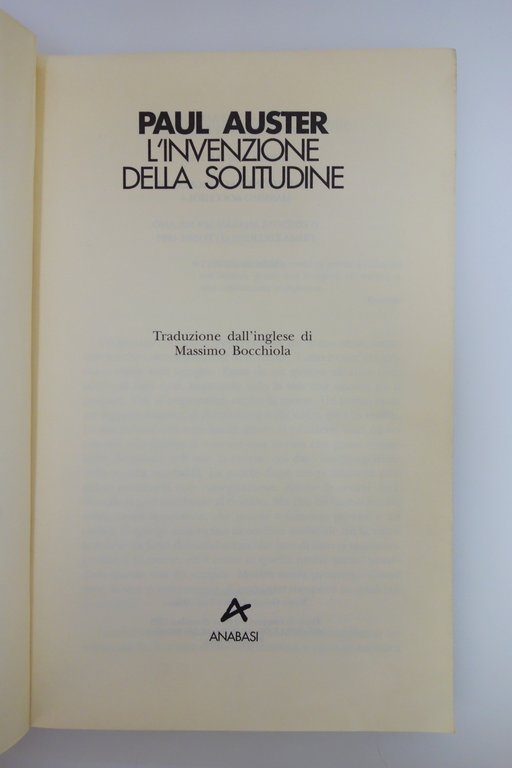 PAUL AUSTER
L'INVENZIONE
DELLA SOLITUDINE
Traduzione dall'inglese di
Massimo Bocchiola
ANABASI